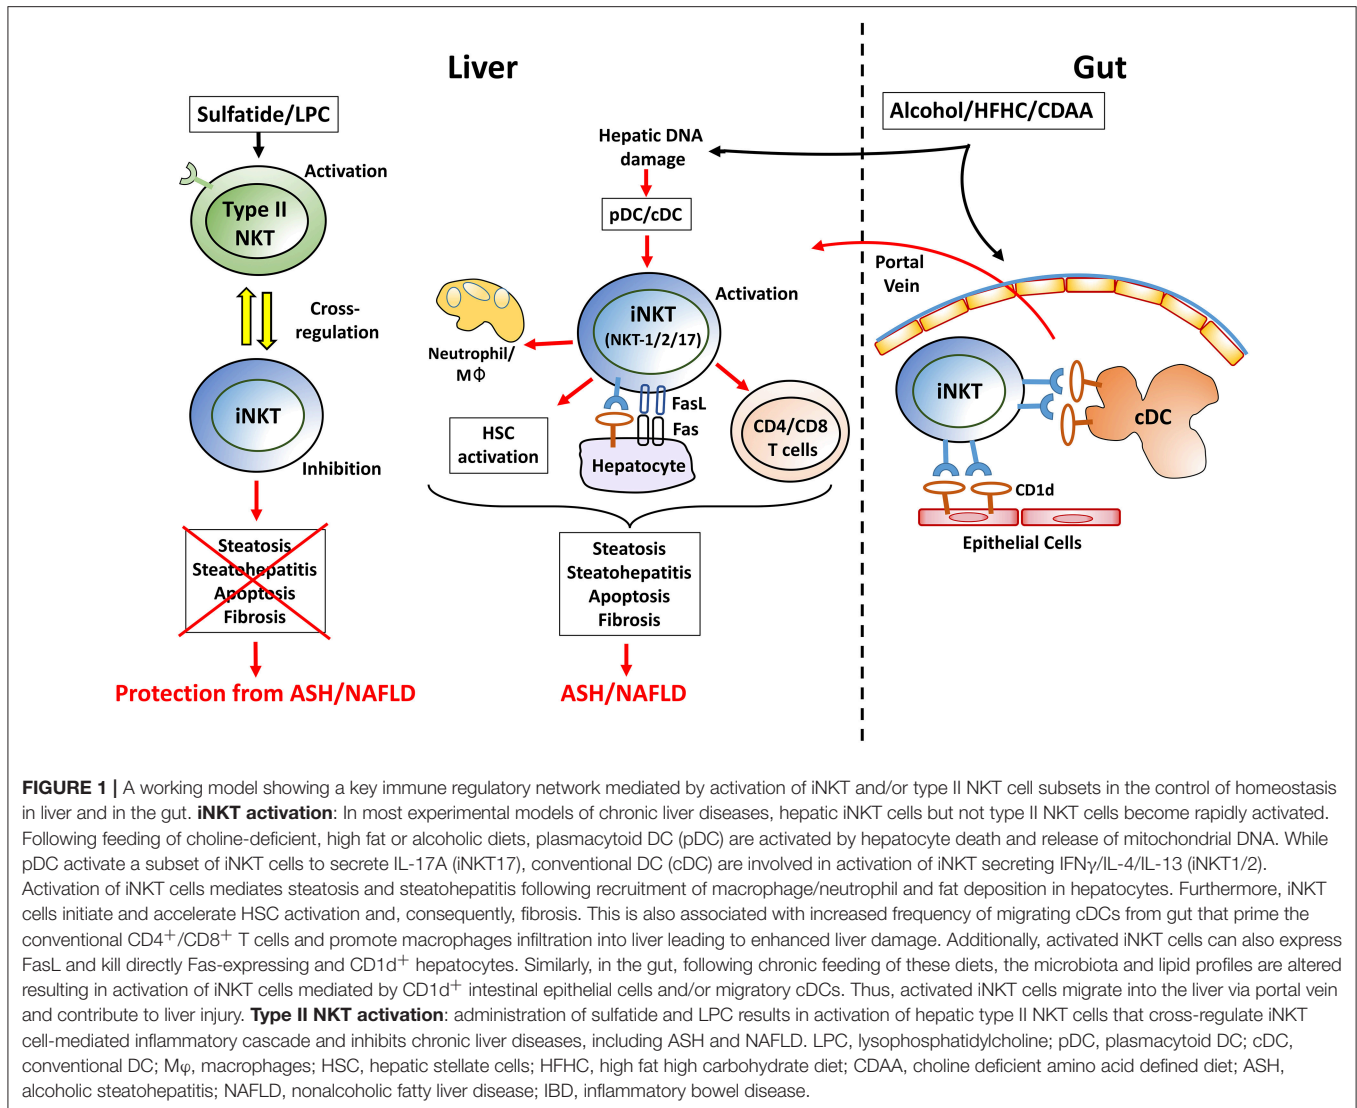 Liver
Gut
Sulfatide/LPC
Activation
Type II
NKT
Cross-
regulation
iNKT
Inhibition
Steatosis
Steatohepatitis
Apoptosis
Fibrosis
Protection from ASH/NAFLD
Hepatic DNA
damage
pDC/cDC
iNKT
(NKT-1/2/17)
Activation
Neutrophil/
MΦ
HSC
activation
FasL
Fas
Hepatocyte
CD4/CD8
T cells
Steatosis
Steatohepatitis
Apoptosis
Fibrosis
ASH/NAFLD
Alcohol/HFHC/CDAA
Portal
Vein
iNKT
cDC
CD1d
Epithelial Cells
FIGURE 1 | A working model showing a key immune regulatory network mediated by activation of iNKT and/or type II NKT cell subsets in the control of homeostasis
in liver and in the gut. iNKT activation: In most experimental models of chronic liver diseases, hepatic iNKT cells but not type II NKT cells become rapidly activated.
Following feeding of choline-deficient, high fat or alcoholic diets, plasmacytoid DC (pDC) are activated by hepatocyte death and release of mitochondrial DNA. While
pDC activate a subset of iNKT cells to secrete IL-17A (iNKT17), conventional DC (cDC) are involved in activation of iNKT secreting IFNγ/IL-4/IL-13 (iNKT1/2).
Activation of iNKT cells mediates steatosis and steatohepatitis following recruitment of macrophage/neutrophil and fat deposition in hepatocytes. Furthermore, iNKT
cells initiate and accelerate HSC activation and, consequently, fibrosis. This is also associated with increased frequency of migrating cDCs from gut that prime the
conventional CD4+/CD8+ T cells and promote macrophages infiltration into liver leading to enhanced liver damage. Additionally, activated iNKT cells can also express
FasL and kill directly Fas-expressing and CD1d+ hepatocytes. Similarly, in the gut, following chronic feeding of these diets, the microbiota and lipid profiles are altered
resulting in activation of iNKT cells mediated by CD1d+ intestinal epithelial cells and/or migratory cDCs. Thus, activated iNKT cells migrate into the liver via portal vein
and contribute to liver injury. Type II NKT activation: administration of sulfatide and LPC results in activation of hepatic type II NKT cells that cross-regulate iNKT
cell-mediated inflammatory cascade and inhibits chronic liver diseases, including ASH and NAFLD. LPC, lysophosphatidylcholine; pDC, plasmacytoid DC; cDC,
conventional DC; Mφ, macrophages; HSC, hepatic stellate cells; HFHC, high fat high carbohydrate diet; CDAA, choline deficient amino acid defined diet; ASH,
alcoholic steatohepatitis; NAFLD, nonalcoholic fatty liver disease; IBD, inflammatory bowel disease.